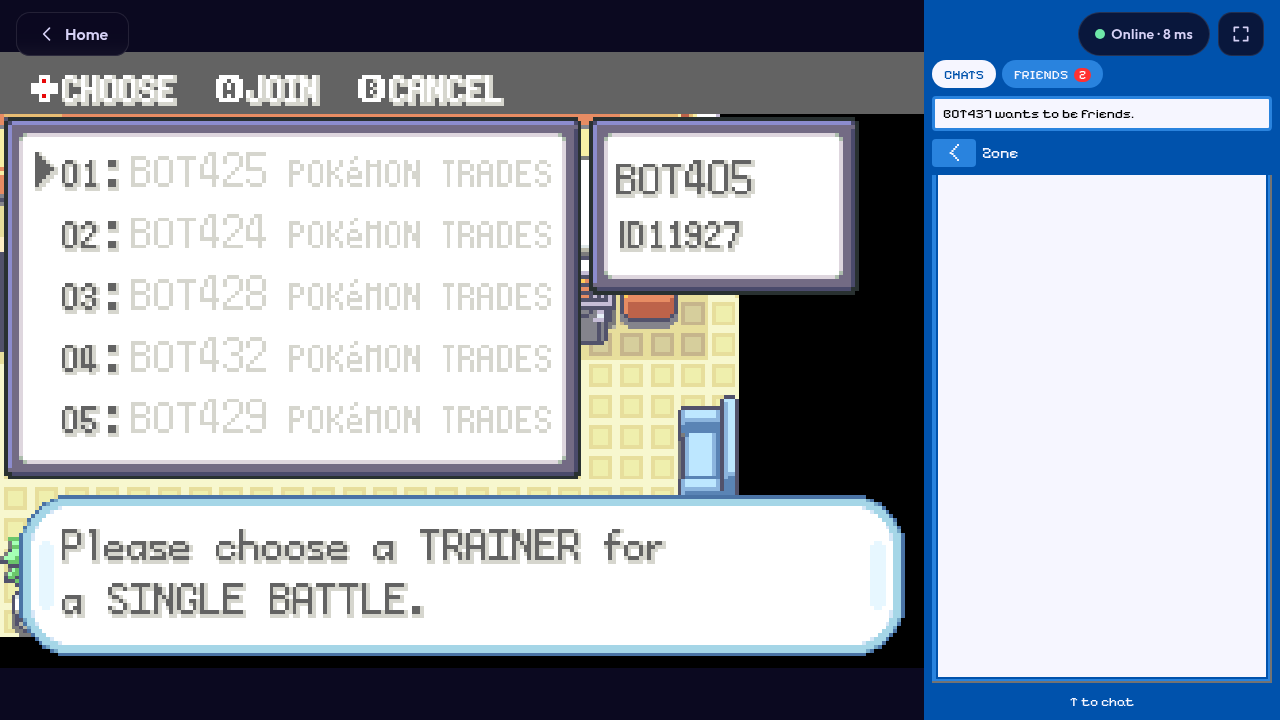 Home
Online · 8 ms
CHOOSE A JOIN B CANCEL
CHATS
FRIENDS 2
BOT437 wants to be friends.
Zone
01: BOT425 POKéMON TRADES
02: BOT424 POKéMON TRADES
03: BOT428 POKéMON TRADES
04: BOT432 POKéMON TRADES
05: BOT429 POKéMON TRADES
BOT405
ID11927
Please choose a TRAINER for
a SINGLE BATTLE.
↑ to chat